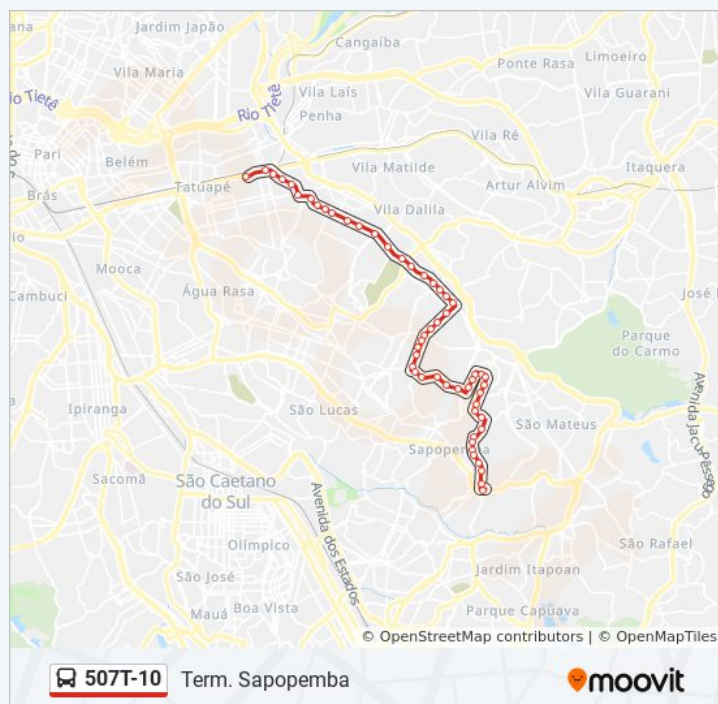 Jardim Japão
Cangaíba
Limoeiro
Ponte Rasa
Vila Maria
Vila Laís
Vila Guarani
Rio Tietê
Rio Tietê
Penha
Vila Ré
Pari
Belém
Vila Matilde
Itaquera
Tatuapé
Artur Alvim
Brás
Vila Dalila
Mooca
Cambuci
Água Rasa
José
Parque
do Carmo
Ipiranga
São Lucas
São Mateus
Sapopemba
Sacomã
São Caetano
do Sul
Avenida dos Estados
Avenida Jacu-Pêssego
Olímpico
São Rafael
São José
Jardim Itapoan
Mauá
Boa Vista
Parque Capuava
© OpenStreetMap contributors | © OpenMapTiles
507T-10 Term. Sapopemba
moovit